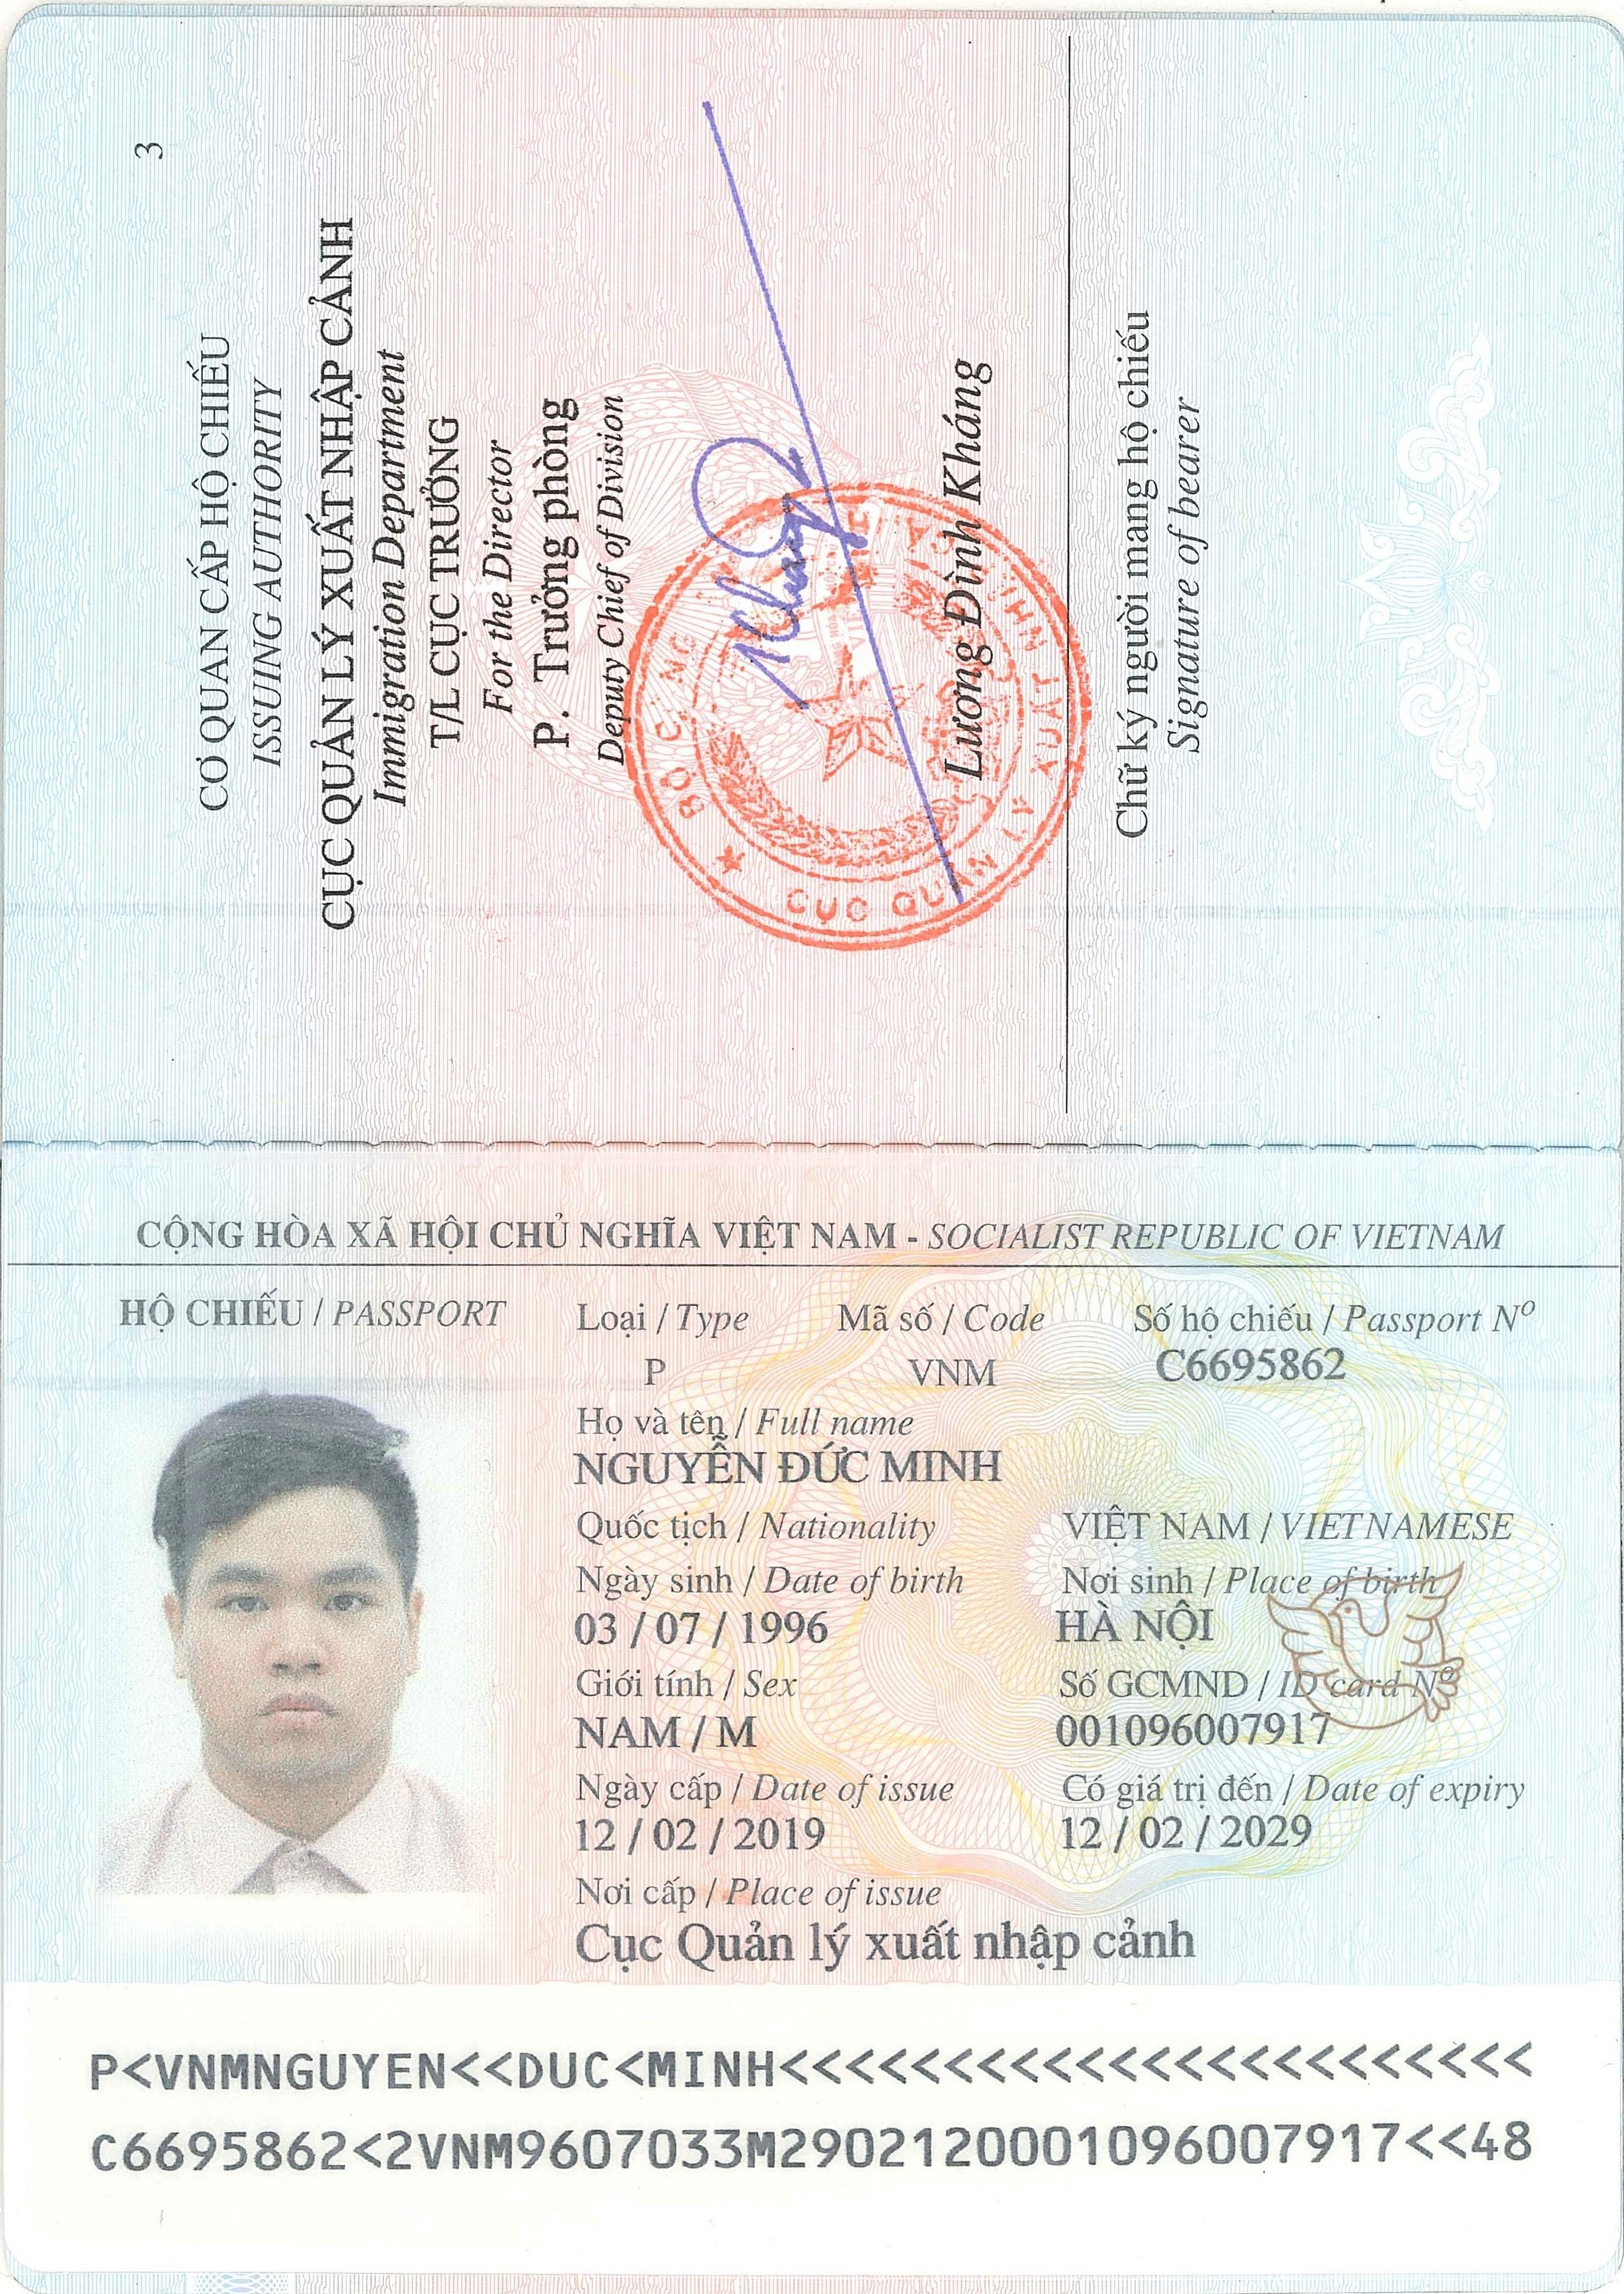 3
CƠ QUAN CẤP HỘ CHIẾU
ISSUING AUTHORITY
CỤC QUẢN LÝ XUẤT NHẬP CẢNH
Immigration Department
T/L CỤC TRƯỞNG
For the Director
P. Trưởng phòng
Deputy Chief of Division
BỘ CÔNG
CỤC QUẢN LÝ XUẤT NHẬP CẢNH
Lương Đình Kháng
Chữ ký người mang hộ chiếu
Signature of bearer
CỘNG HÒA XÃ HỘI CHỦ NGHĨA VIỆT NAM - SOCIALIST REPUBLIC OF VIETNAM
HỘ CHIẾU / PASSPORT
Loại / Type Mã số / Code Số hộ chiếu / Passport Nº
P VNM C6695862
Họ và tên / Full name
NGUYỄN ĐỨC MINH
Quốc tịch / Nationality VIỆT NAM / VIETNAMESE
Ngày sinh / Date of birth Nơi sinh / Place of birth
03 / 07 / 1996 HÀ NỘI
Giới tính / Sex Số GCMND / ID card Nº
NAM / M 001096007917
Ngày cấp / Date of issue Có giá trị đến / Date of expiry
12 / 02 / 2019 12 / 02 / 2029
Nơi cấp / Place of issue
Cục Quản lý xuất nhập cảnh
P<VNMNGUYEN<<DUC<MINH<<<<<<<<<<<<<<<<<<<<<<<
C6695862<2VNM9607033M2902120001096007917<<48